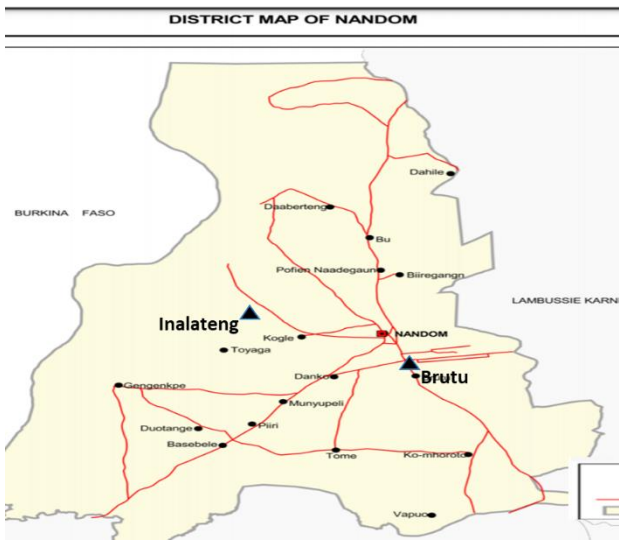 DISTRICT MAP OF NANDOM
Dahile
Daaberteng
BURKINA FASO
Bu
Pofien Naadegaun
Biiregangn
LAMBUSSIE KARNI
Inalateng
NANDOM
Kogle
Toyaga
Danko
Brutu
Gengenkpe
Munyupeli
Duotange
Piiri
Basebele
Tome
Ko-mhoroto
Vapuo